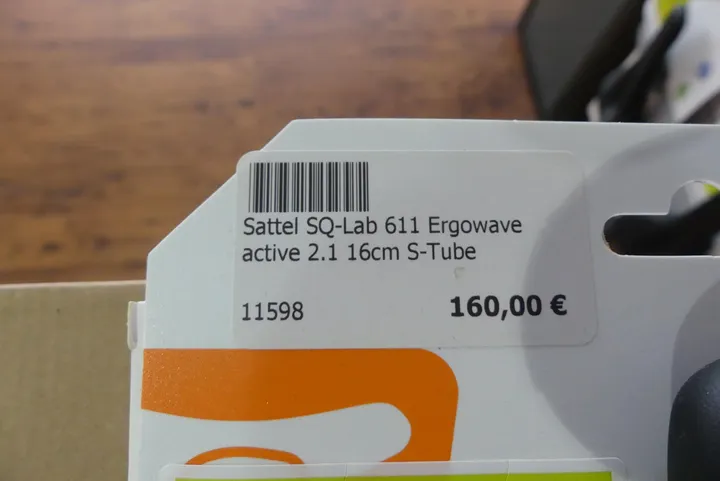 Sattel SQ-Lab 611 Ergowave
active 2.1 16cm S-Tube
11598 160,00 €